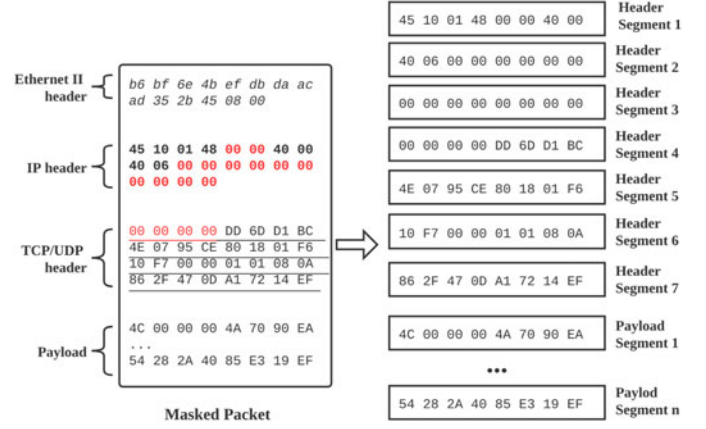 Ethernet II
header
b6 bf 6e 4b ef db da ac
ad 35 2b 45 08 00
IP header
45 10 01 48 00 00 40 00
40 06 00 00 00 00 00 00
00 00 00 00
TCP/UDP
header
00 00 00 00 DD 6D D1 BC
4E 07 95 CE 80 18 01 F6
10 F7 00 00 01 01 08 0A
86 2F 47 0D A1 72 14 EF
Payload
4C 00 00 00 4A 70 90 EA
...
54 28 2A 40 85 E3 19 EF
Masked Packet
45 10 01 48 00 00 40 00
Header
Segment 1
40 06 00 00 00 00 00 00
Header
Segment 2
00 00 00 00 00 00 00 00
Header
Segment 3
00 00 00 00 DD 6D D1 BC
Header
Segment 4
4E 07 95 CE 80 18 01 F6
Header
Segment 5
10 F7 00 00 01 01 08 0A
Header
Segment 6
86 2F 47 0D A1 72 14 EF
Header
Segment 7
4C 00 00 00 4A 70 90 EA
Payload
Segment 1
...
54 28 2A 40 85 E3 19 EF
Paylod
Segment n